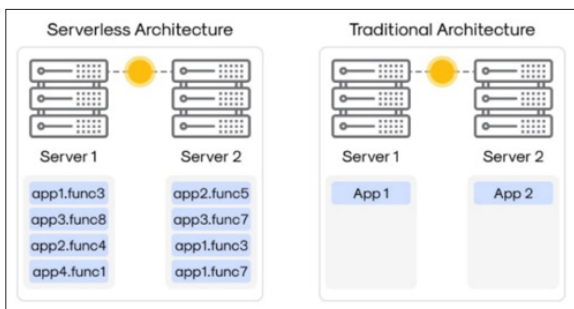 Serverless Architecture
Traditional Architecture
Server 1
Server 2
Server 1
Server 2
app1.func3
app2.func5
App 1
App 2
app3.func8
app3.func7
app2.func4
app1.func3
app4.func1
app1.func7